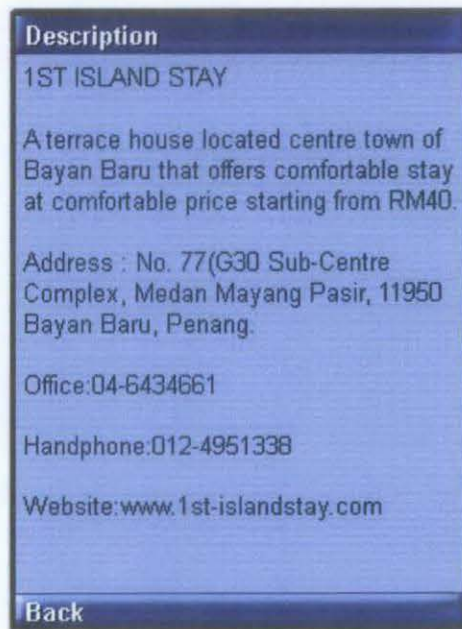 Description
1ST ISLAND STAY
A terrace house located centre town of
Bayan Baru that offers comfortable stay
at comfortable price starting from RM40.
Address : No. 77(G30 Sub-Centre
Complex, Medan Mayang Pasir, 11950
Bayan Baru, Penang.
Office:04-6434661
Handphone:012-4951338
Website:www.1st-islandstay.com
Back